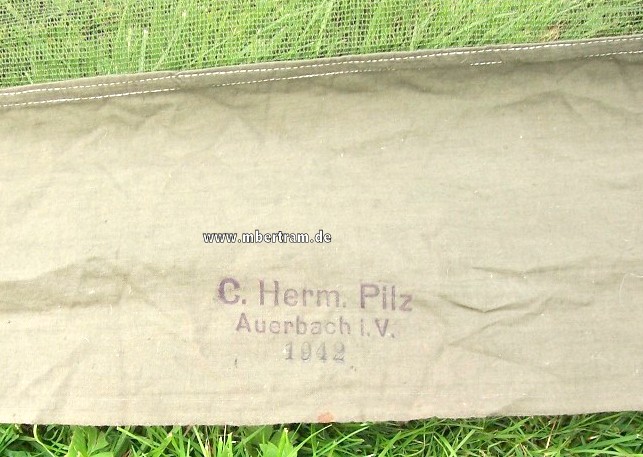 www.mbertram.de
C. Herm. Pilz
Auerbach i.V.
1942